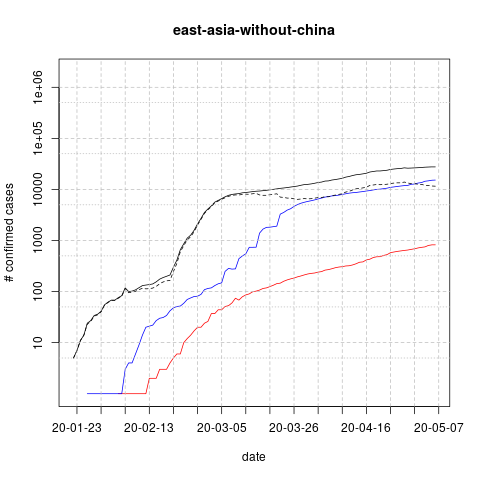 east-asia-without-china
# confirmed cases
1e+06
1e+05
10000
1000
100
10
20-01-23
20-02-13
20-03-05
20-03-26
20-04-16
20-05-07
date